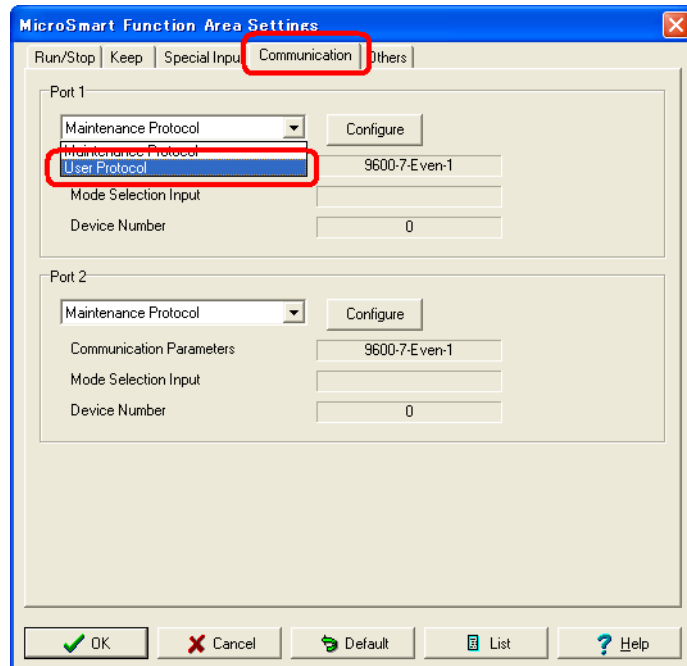 MicroSmart Function Area Settings
Run/Stop Keep Special Inpu Communication Others
Port 1
Maintenance Protocol Configure
Maintenance Protocol
User Protocol 9600-7-Even-1
Mode Selection Input
Device Number 0
Port 2
Maintenance Protocol Configure
Communication Parameters 9600-7-Even-1
Mode Selection Input
Device Number 0
OK Cancel Default List ? Help